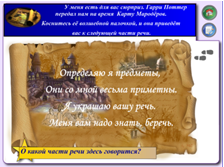 У меня есть для вас сюрприз. Гарри Поттер
передал нам на время Карту Мародёров.
Коснитесь её волшебной палочкой, и она приведёт
вас к следующей части речи.
Определяю я предметы,
Они со мной весьма приметны.
Я украшаю вашу речь.
Меня вам надо знать, беречь.
О какой части речи здесь говорится?